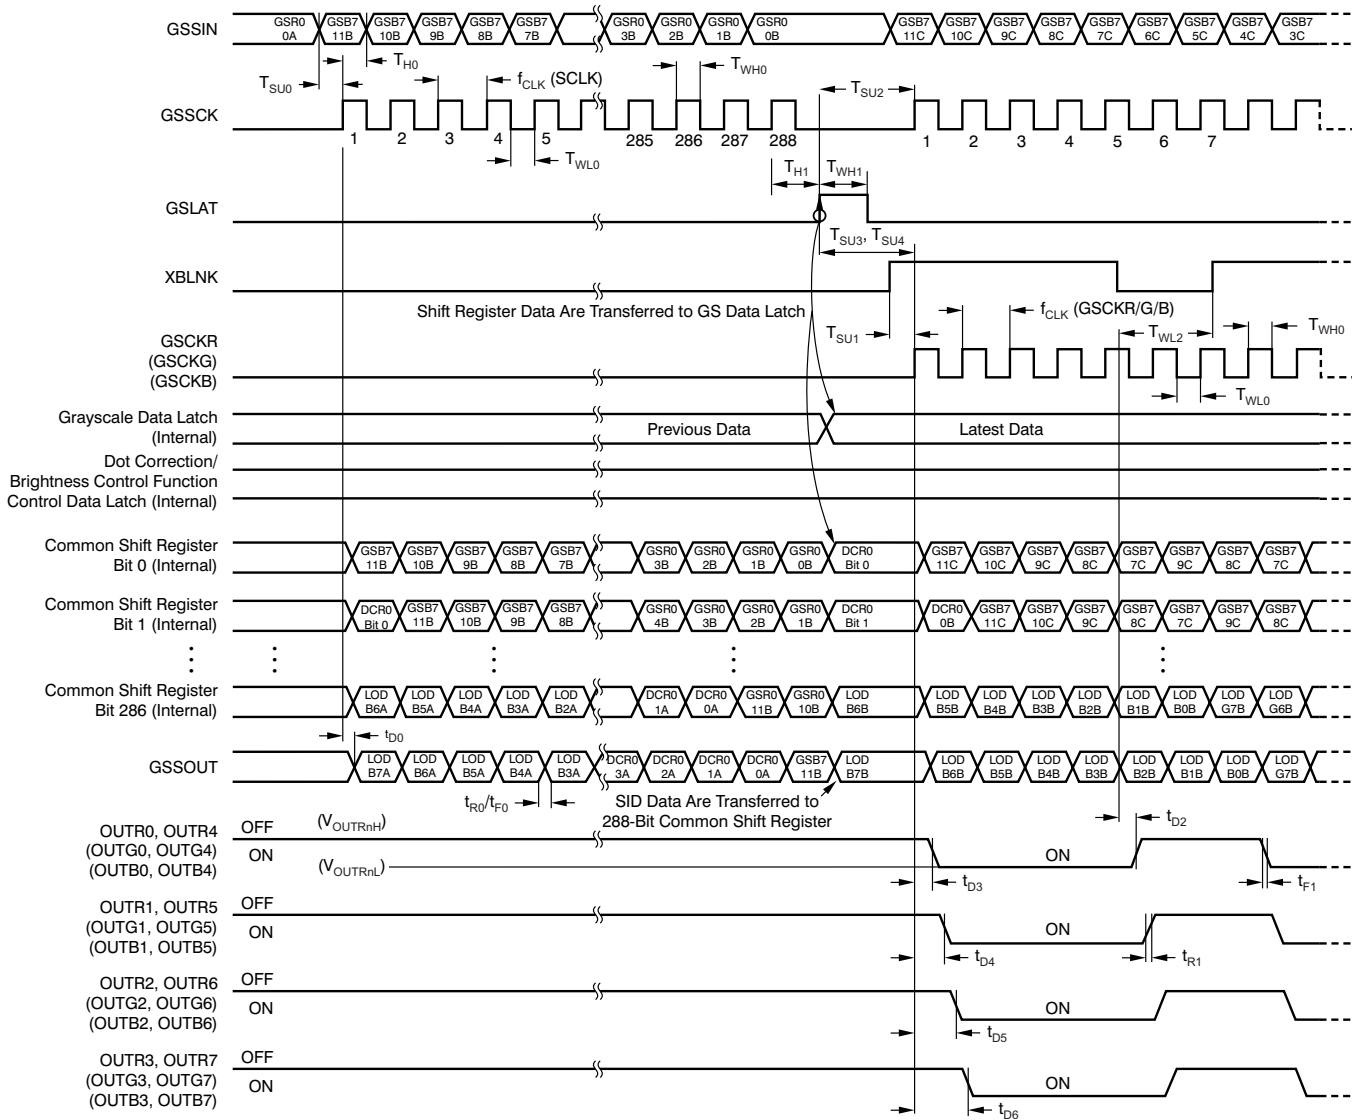 GSSIN
GSR0 0A
GSB7 11B
GSB7 10B
GSB7 9B
GSB7 8B
GSB7 7B
GSR0 3B
GSR0 2B
GSR0 1B
GSR0 0B
GSB7 11C
GSB7 10C
GSB7 9C
GSB7 8C
GSB7 7C
GSB7 6C
GSB7 5C
GSB7 4C
GSB7 3C
TSU0
TH0
fCLK (SCLK)
TWH0
TSU2
GSSCK
1 2 3 4 5 285 286 287 288 1 2 3 4 5 6 7
TWL0
TH1
TWH1
GSLAT
TSU3, TSU4
XBLNK
Shift Register Data Are Transferred to GS Data Latch
TSU1
fCLK (GSCKR/G/B)
TWL2
TWH0
GSCKR
(GSCKG)
(GSCKB)
TWL0
Grayscale Data Latch
(Internal)
Previous Data
Latest Data
Dot Correction/
Brightness Control Function
Control Data Latch (Internal)
Common Shift Register
Bit 0 (Internal)
GSB7 11B
GSB7 10B
GSB7 9B
GSB7 8B
GSB7 7B
GSR0 3B
GSR0 2B
GSR0 1B
GSR0 0B
DCR0 Bit 0
GSB7 11C
GSB7 10C
GSB7 9C
GSB7 8C
GSB7 7C
GSB7 9C
GSB7 8C
GSB7 7C
Common Shift Register
Bit 1 (Internal)
DCR0 Bit 0
GSB7 11B
GSB7 10B
GSB7 9B
GSB7 8B
GSR0 4B
GSR0 3B
GSR0 2B
GSR0 1B
DCR0 Bit 1
DCR0 0B
GSB7 11C
GSB7 10C
GSB7 9C
GSB7 8C
GSB7 7C
GSB7 9C
GSB7 8C
Common Shift Register
Bit 286 (Internal)
LOD B6A
LOD B5A
LOD B4A
LOD B3A
LOD B2A
DCR0 1A
DCR0 0A
GSR0 11B
GSR0 10B
LOD B6B
LOD B5B
LOD B4B
LOD B3B
LOD B2B
LOD B1B
LOD B0B
LOD G7B
LOD G6B
tD0
GSSOUT
LOD B7A
LOD B6A
LOD B5A
LOD B4A
LOD B3A
DCR0 3A
DCR0 2A
DCR0 1A
DCR0 0A
GSB7 11B
LOD B7B
LOD B6B
LOD B5B
LOD B4B
LOD B3B
LOD B2B
LOD B1B
LOD B0B
LOD G7B
tR0/tF0
SID Data Are Transferred to
288-Bit Common Shift Register
tD2
OUTR0, OUTR4
(OUTG0, OUTG4)
(OUTB0, OUTB4)
OFF
ON
(VOUTRnH)
(VOUTRnL)
ON
tD3
tF1
OUTR1, OUTR5
(OUTG1, OUTG5)
(OUTB1, OUTB5)
OFF
ON
ON
tD4
tR1
OUTR2, OUTR6
(OUTG2, OUTG6)
(OUTB2, OUTB6)
OFF
ON
ON
tD5
OUTR3, OUTR7
(OUTG3, OUTG7)
(OUTB3, OUTB7)
OFF
ON
ON
tD6